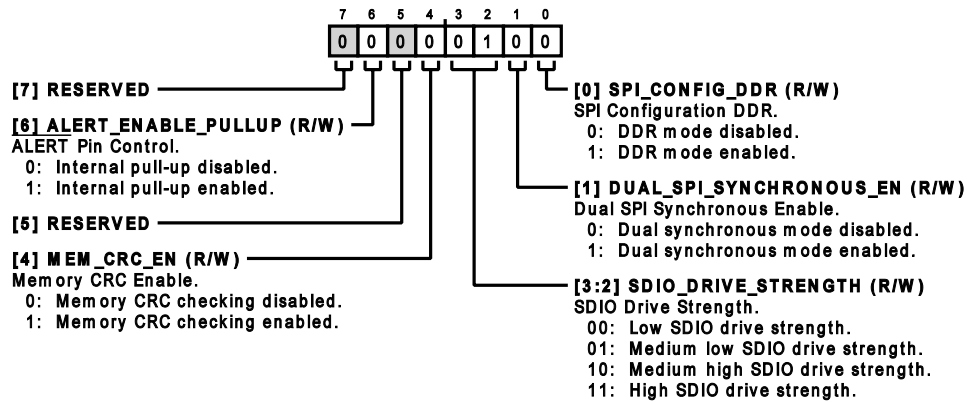 7 6 5 4 3 2 1 0
0 0 0 0 0 1 0 0
[7] RESERVED
[6] ALERT_ENABLE_PULLUP (R/W)
ALERT Pin Control.
0: Internal pull-up disabled.
1: Internal pull-up enabled.
[5] RESERVED
[4] MEM_CRC_EN (R/W)
Memory CRC Enable.
0: Memory CRC checking disabled.
1: Memory CRC checking enabled.
[0] SPI_CONFIG_DDR (R/W)
SPI Configuration DDR.
0: DDR mode disabled.
1: DDR mode enabled.
[1] DUAL_SPI_SYNCHRONOUS_EN (R/W)
Dual SPI Synchronous Enable.
0: Dual synchronous mode disabled.
1: Dual synchronous mode enabled.
[3:2] SDIO_DRIVE_STRENGTH (R/W)
SDIO Drive Strength.
00: Low SDIO drive strength.
01: Medium low SDIO drive strength.
10: Medium high SDIO drive strength.
11: High SDIO drive strength.